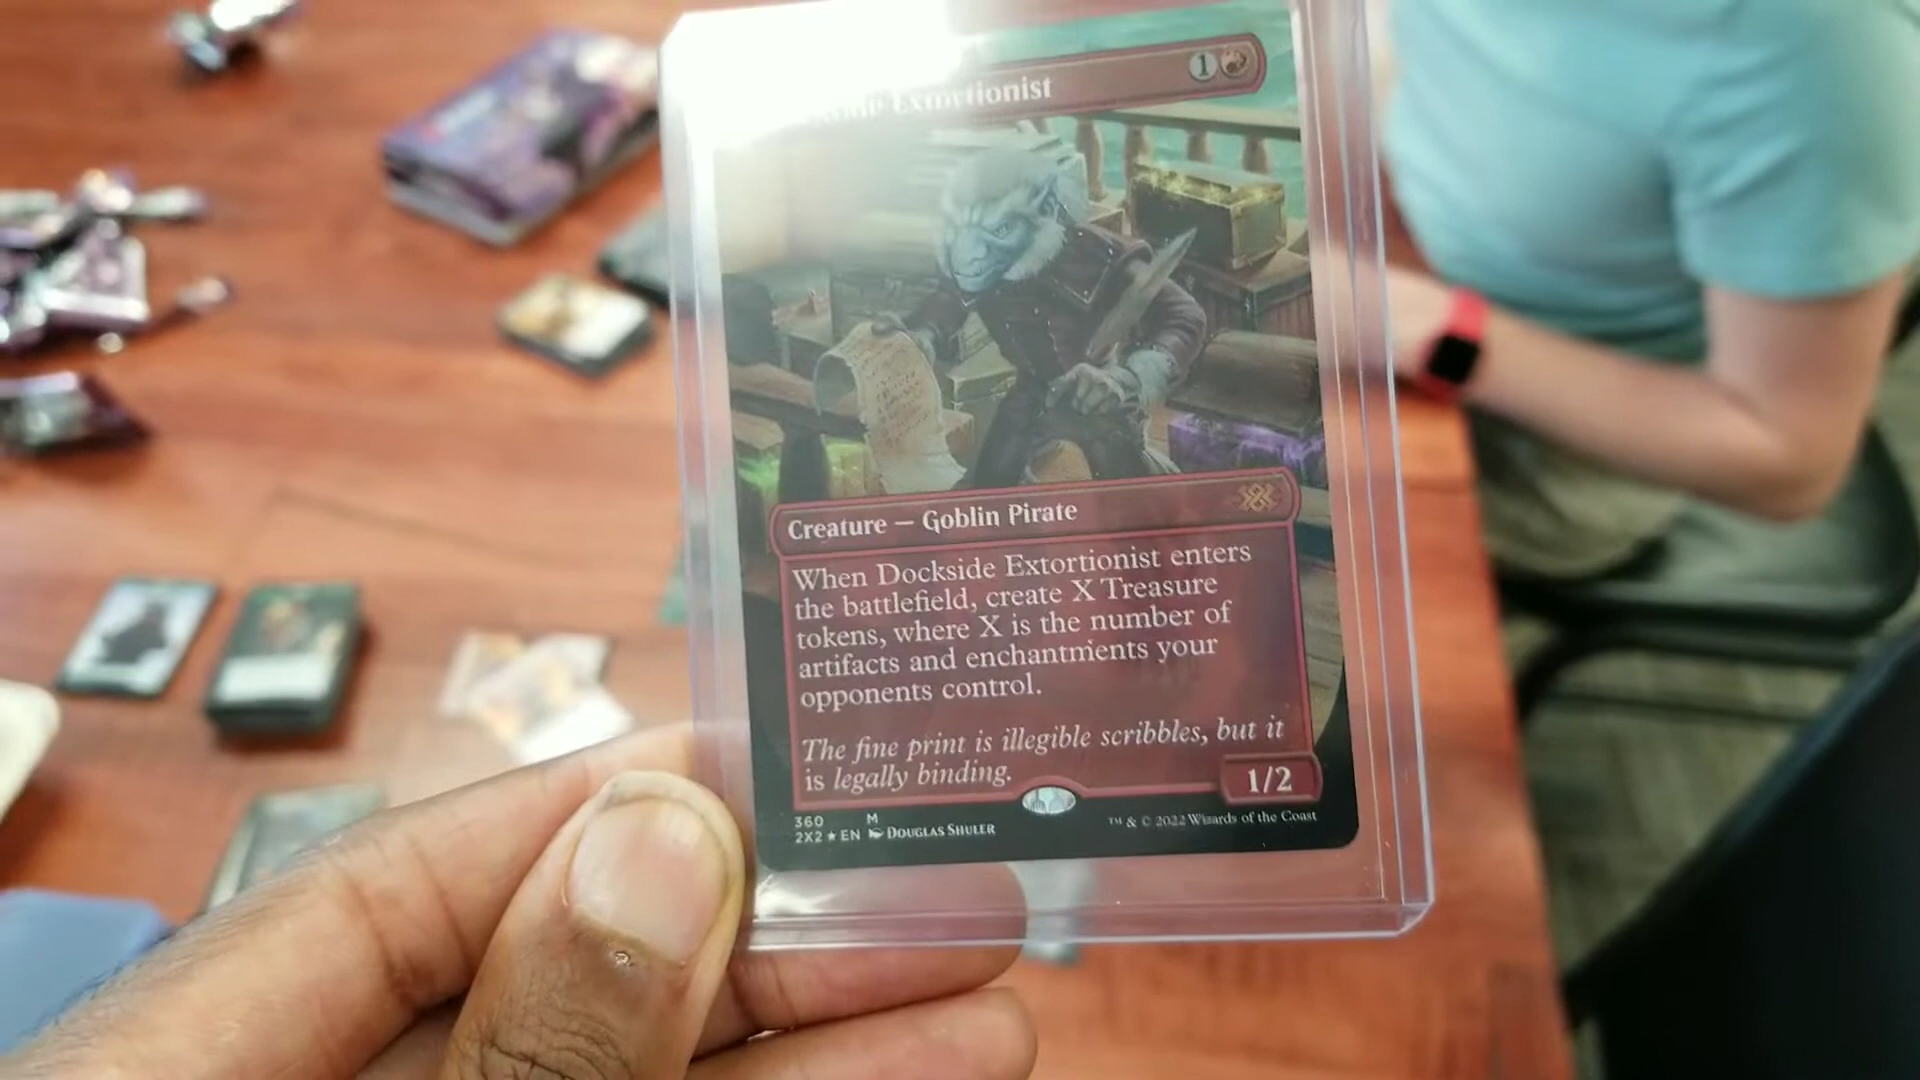 Extortionist 1
Creature — Goblin Pirate
When Dockside Extortionist enters
the battlefield, create X Treasure
tokens, where X is the number of
artifacts and enchantments your
opponents control.
The fine print is illegible scribbles, but it
is legally binding.
1/2
360 M
2X2 ★ EN DOUGLAS SHULER
™ & © 2022 Wizards of the Coast